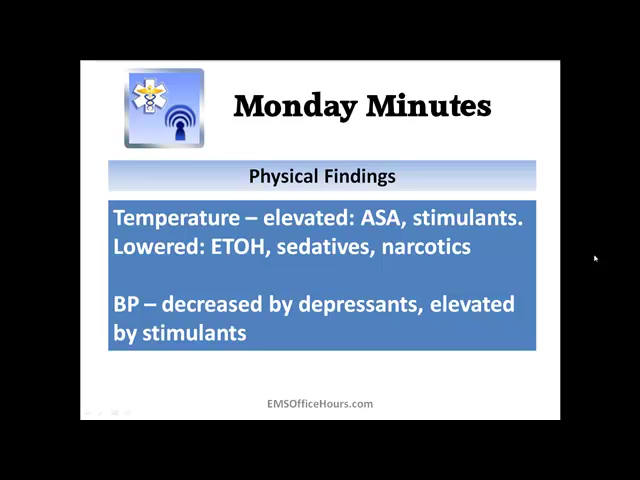 Monday Minutes
Physical Findings
Temperature – elevated: ASA, stimulants.
Lowered: ETOH, sedatives, narcotics
BP – decreased by depressants, elevated
by stimulants
EMSOfficeHours.com